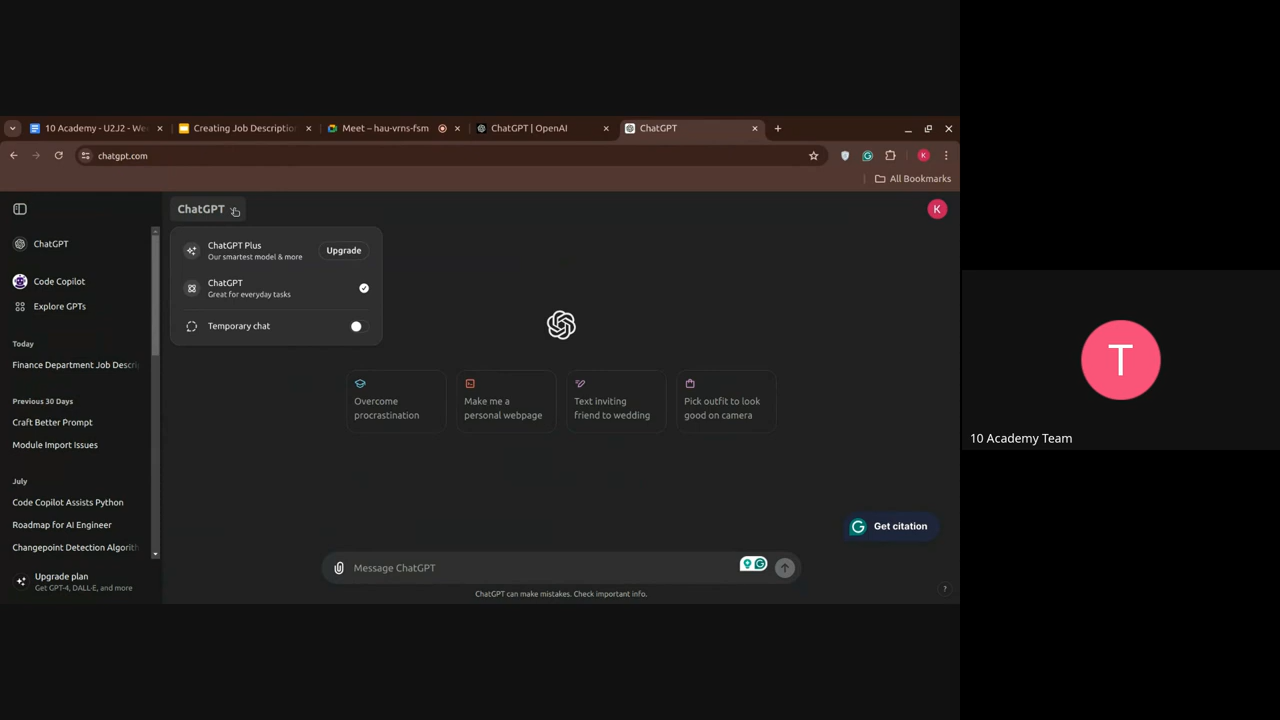 10 Academy - U2J2 - We
Creating Job Description
Meet – hau-vrns-fsm
ChatGPT | OpenAI
ChatGPT
chatgpt.com
K
All Bookmarks
ChatGPT
K
ChatGPT
Code Copilot
Explore GPTs
Today
Finance Department Job Descri
Previous 30 Days
Craft Better Prompt
Module Import Issues
July
Code Copilot Assists Python
Roadmap for AI Engineer
Changepoint Detection Algorith
Upgrade plan
Get GPT-4, DALL·E, and more
ChatGPT Plus
Our smartest model & more
Upgrade
ChatGPT
Great for everyday tasks
Temporary chat
Overcome
procrastination
Make me a
personal webpage
Text inviting
friend to wedding
Pick outfit to look
good on camera
Get citation
Message ChatGPT
ChatGPT can make mistakes. Check important info.
?
T
10 Academy Team